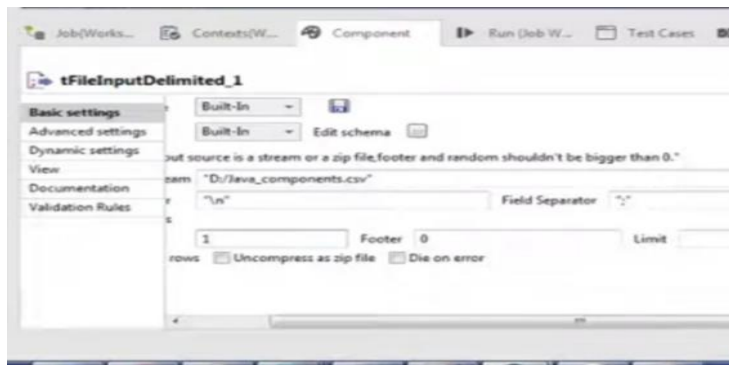 Job(Works... Contexts(W... Component Run (Job W... Test Cases
tFileInputDelimited_1
Basic settings Built-In
Advanced settings Built-In Edit schema
Dynamic settings
out source is a stream or a zip file,footer and random shouldn't be bigger than 0."
View
eam "D:/Java_components.csv"
Documentation
r "\n" Field Separator ";"
Validation Rules
s
1 Footer 0 Limit
rows Uncompress as zip file Die on error